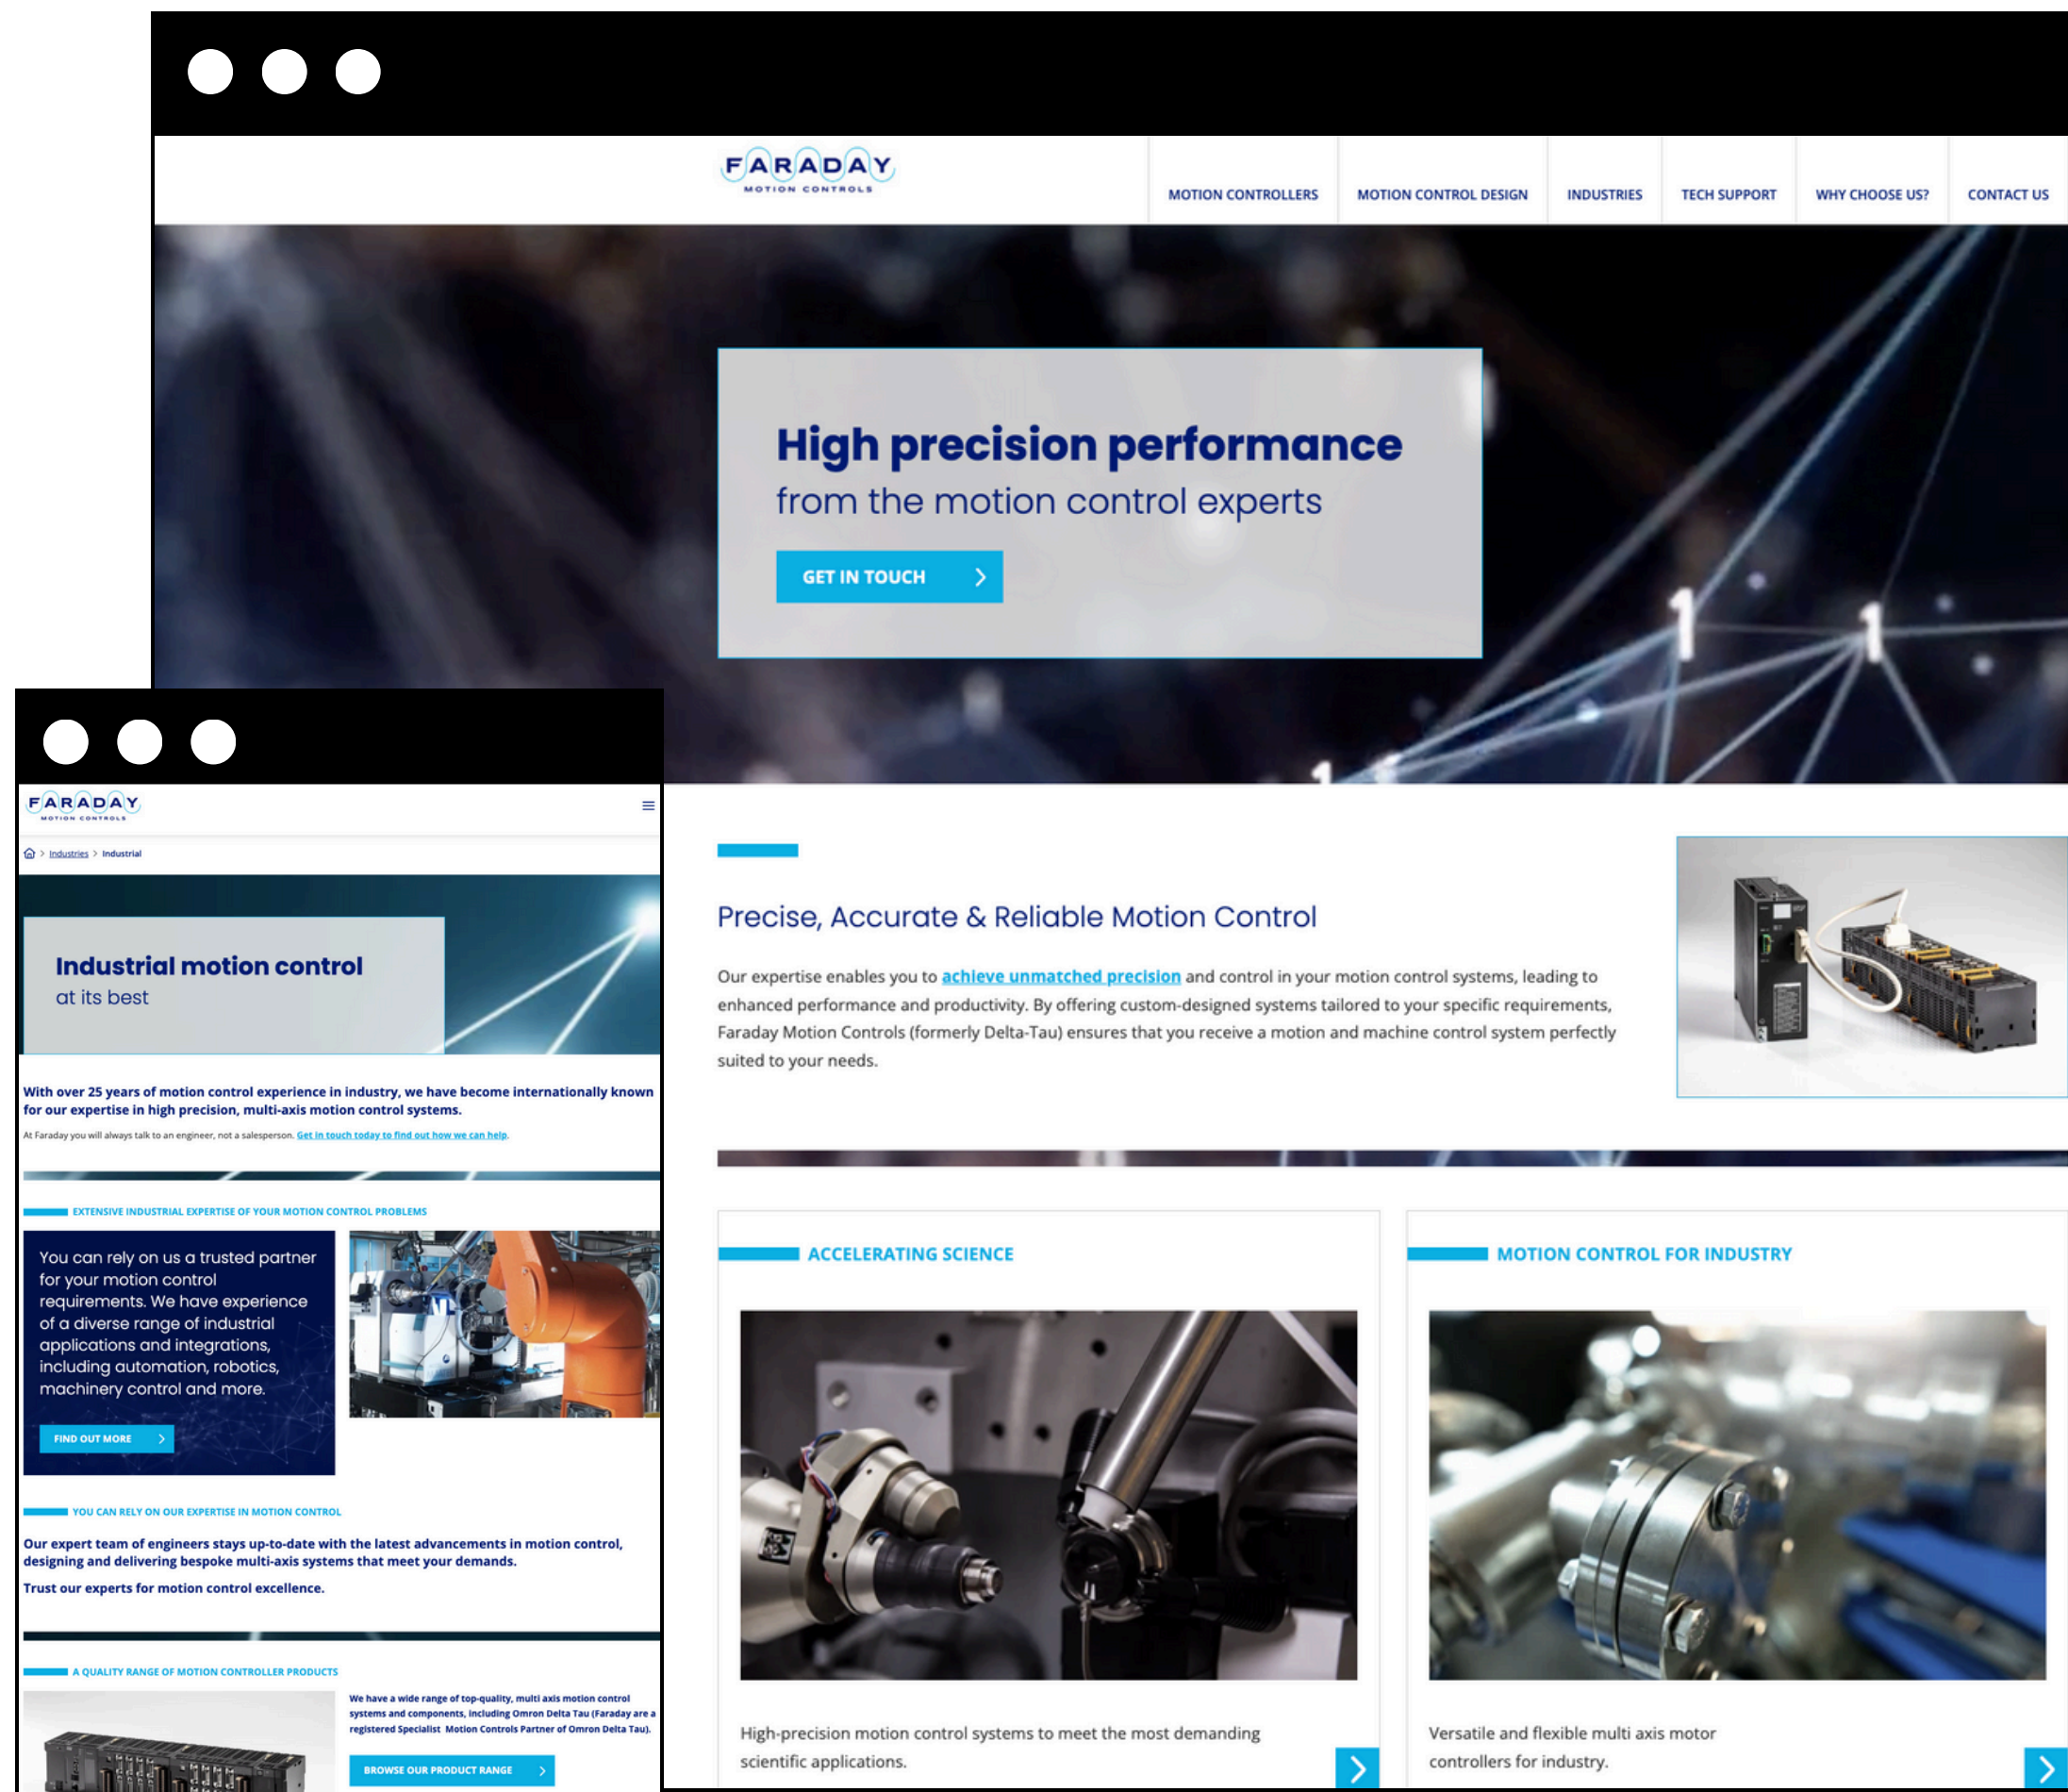 FARADAY
MOTION CONTROLS
MOTION CONTROLLERS
MOTION CONTROL DESIGN
INDUSTRIES
TECH SUPPORT
WHY CHOOSE US?
CONTACT US
High precision performance
from the motion control experts
GET IN TOUCH
1
1
1
Precise, Accurate & Reliable Motion Control
Our expertise enables you to achieve unmatched precision and control in your motion control systems, leading to
enhanced performance and productivity. By offering custom-designed systems tailored to your specific requirements,
Faraday Motion Controls (formerly Delta-Tau) ensures that you receive a motion and machine control system perfectly
suited to your needs.
ACCELERATING SCIENCE
High-precision motion control systems to meet the most demanding
scientific applications.
MOTION CONTROL FOR INDUSTRY
Versatile and flexible multi axis motor
controllers for industry.
FARADAY
MOTION CONTROLS
> Industries > Industrial
Industrial motion control
at its best
With over 25 years of motion control experience in industry, we have become internationally known
for our expertise in high precision, multi-axis motion control systems.
At Faraday you will always talk to an engineer, not a salesperson. Get in touch today to find out how we can help.
EXTENSIVE INDUSTRIAL EXPERTISE OF YOUR MOTION CONTROL PROBLEMS
You can rely on us a trusted partner
for your motion control
requirements. We have experience
of a diverse range of industrial
applications and integrations,
including automation, robotics,
machinery control and more.
FIND OUT MORE
YOU CAN RELY ON OUR EXPERTISE IN MOTION CONTROL
Our expert team of engineers stays up-to-date with the latest advancements in motion control,
designing and delivering bespoke multi-axis systems that meet your demands.
Trust our experts for motion control excellence.
A QUALITY RANGE OF MOTION CONTROLLER PRODUCTS
We have a wide range of top-quality, multi axis motion control
systems and components, including Omron Delta Tau (Faraday are a
registered Specialist Motion Controls Partner of Omron Delta Tau).
BROWSE OUR PRODUCT RANGE